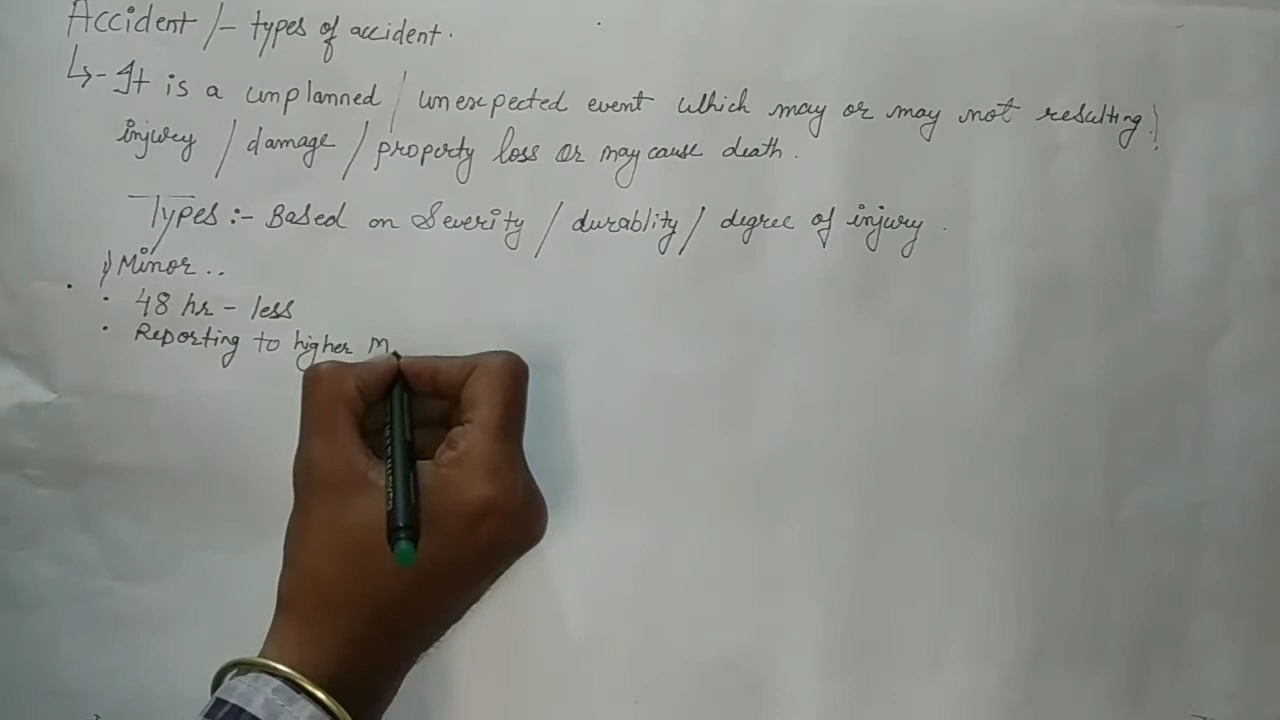 Accident /- types of accident.
↳- It is a unplanned / unexpected event which may or may not resulting
injury / damage / property loss or may cause death.
Types :- Based on Severity / durablity / degree of injury.
1) Minor..
• 48 hr - less
• Reporting to higher M